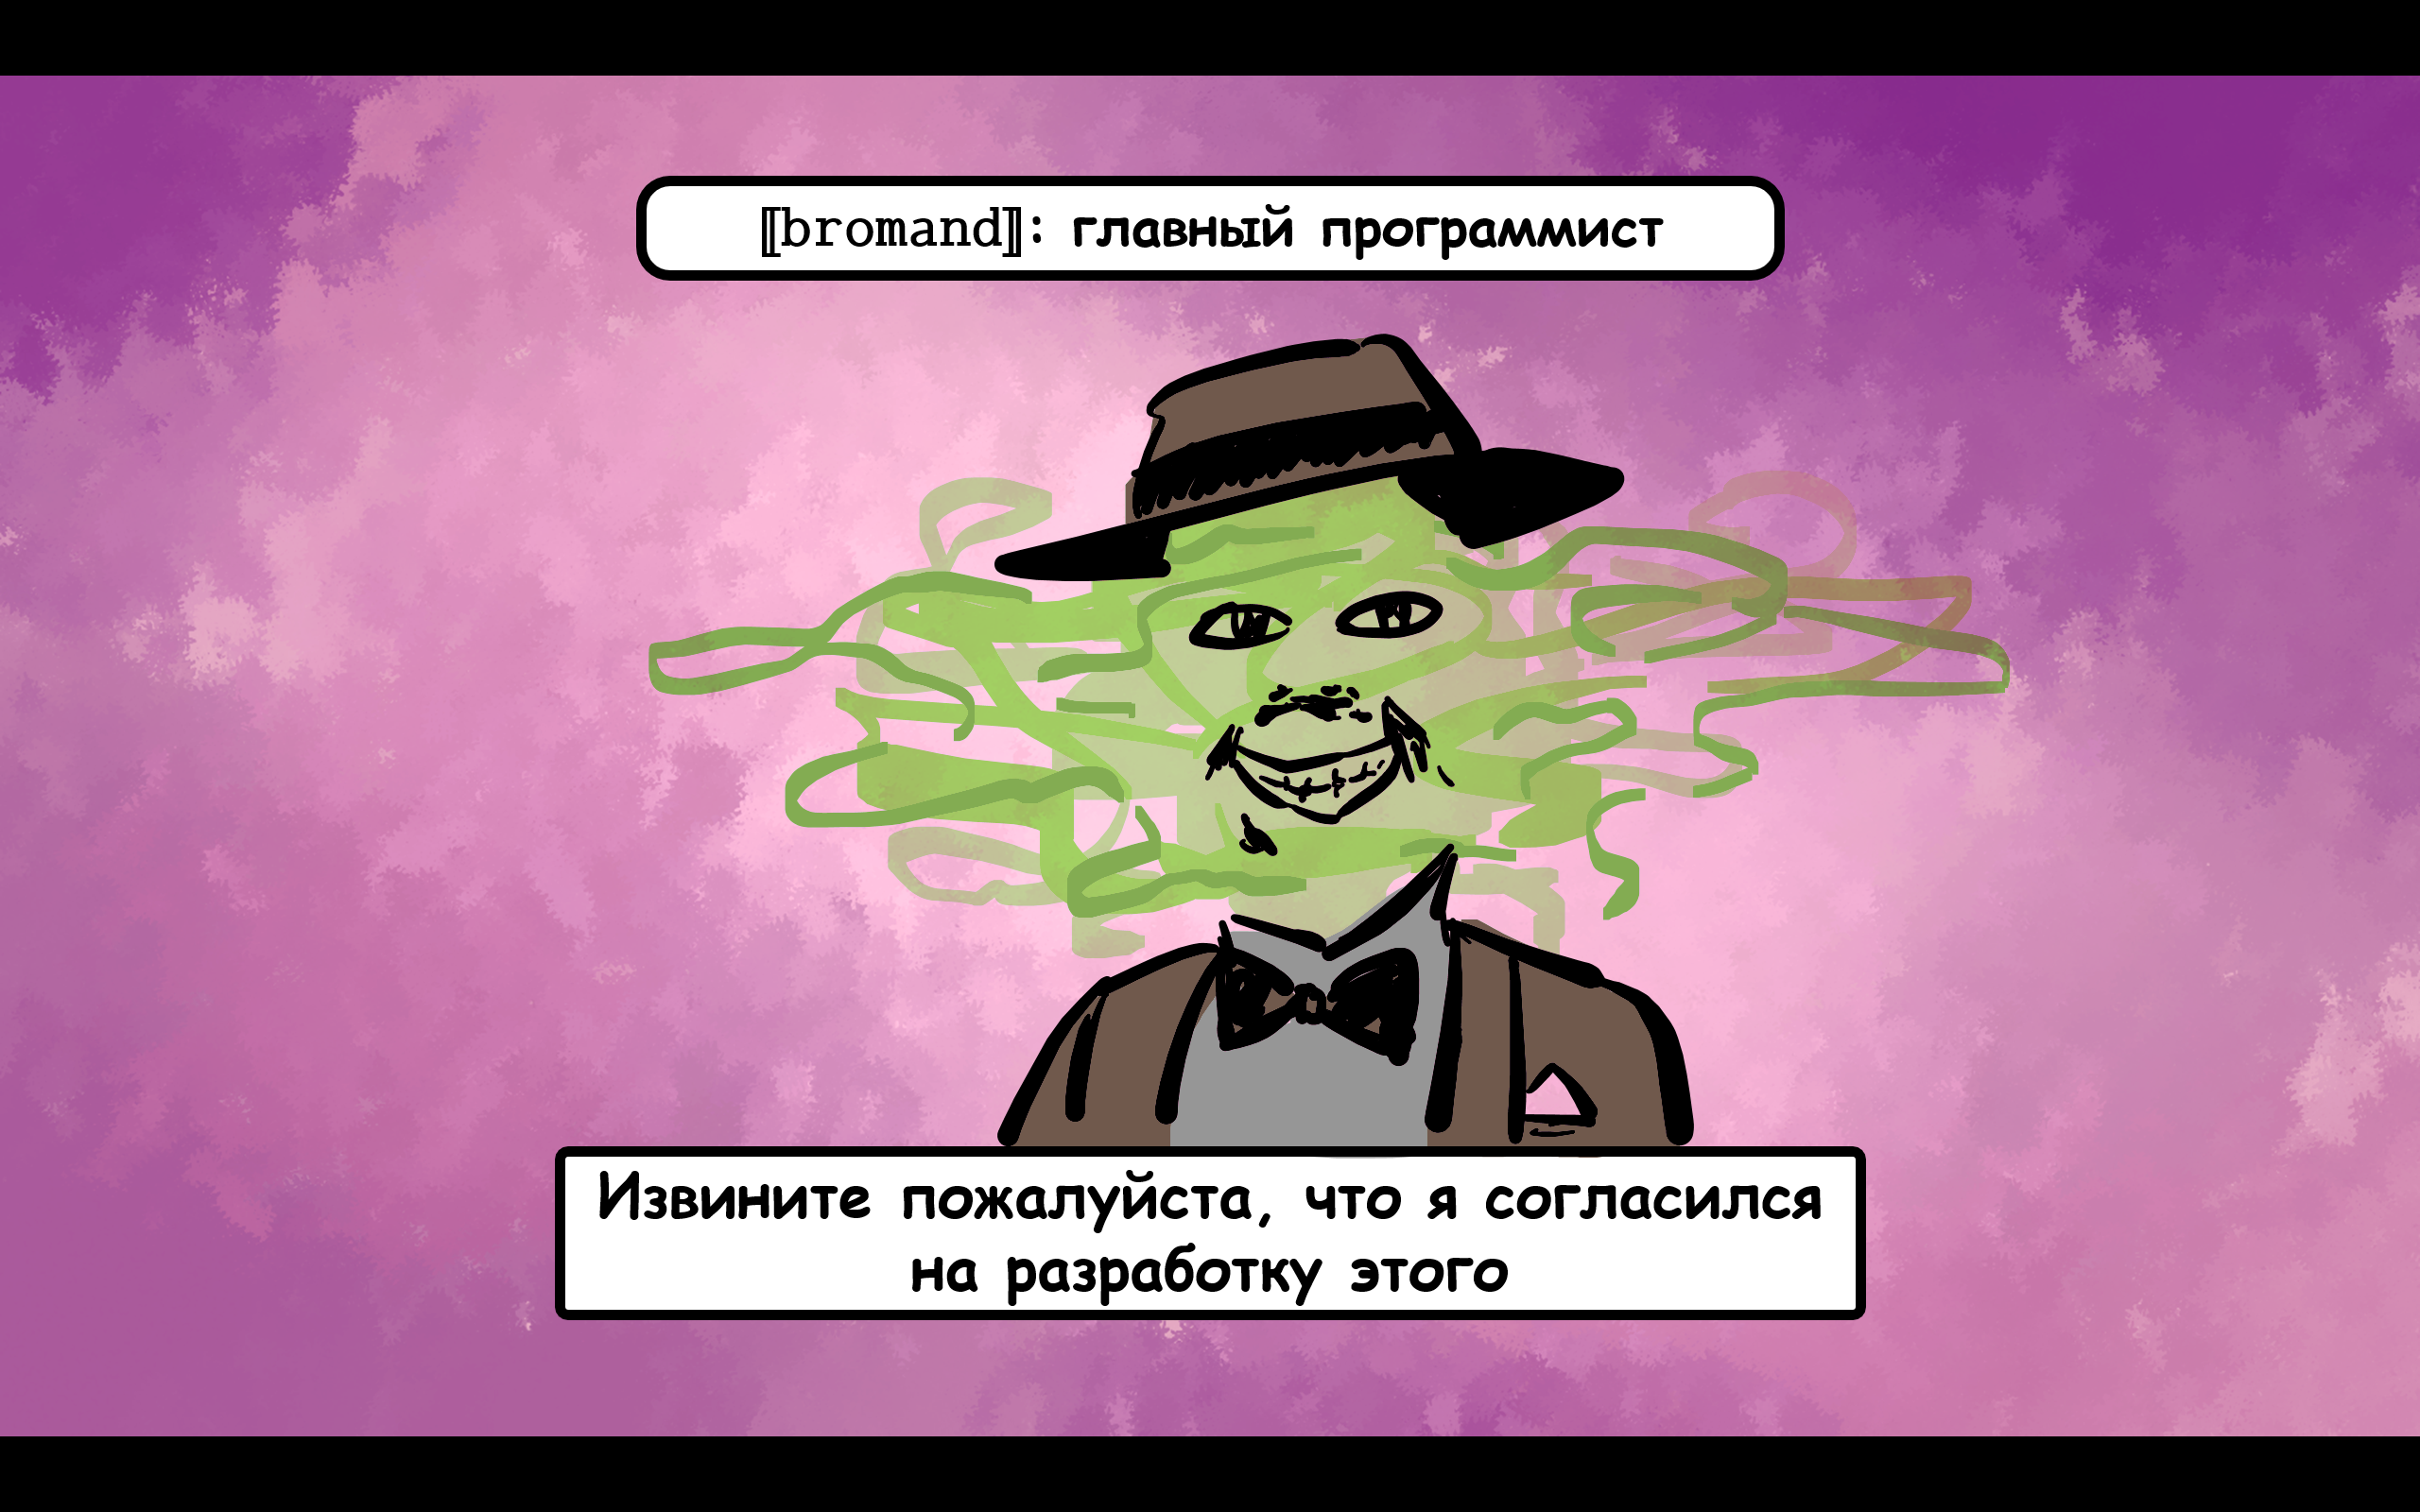 ⟦bromand⟧: главный программист
Извините пожалуйста, что я согласился
на разработку этого